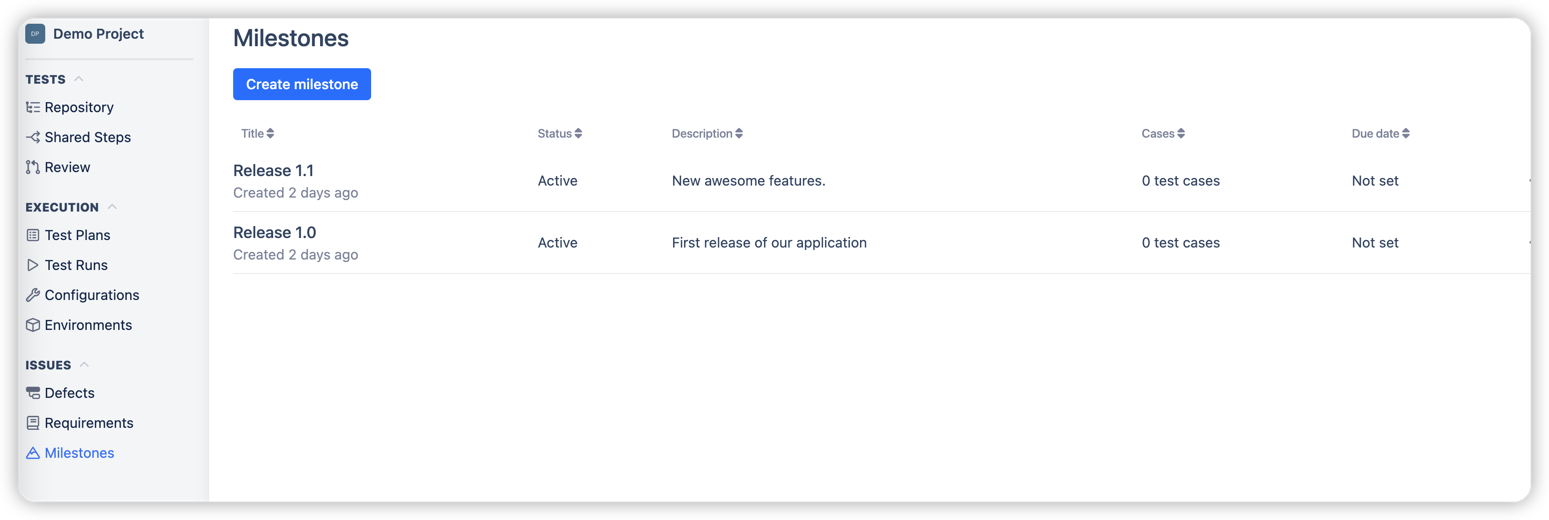 DP Demo Project
TESTS
Repository
Shared Steps
Review
EXECUTION
Test Plans
Test Runs
Configurations
Environments
ISSUES
Defects
Requirements
Milestones
Milestones
Create milestone
Title Status Description Cases Due date
Release 1.1
Created 2 days ago
Active New awesome features. 0 test cases Not set
Release 1.0
Created 2 days ago
Active First release of our application 0 test cases Not set